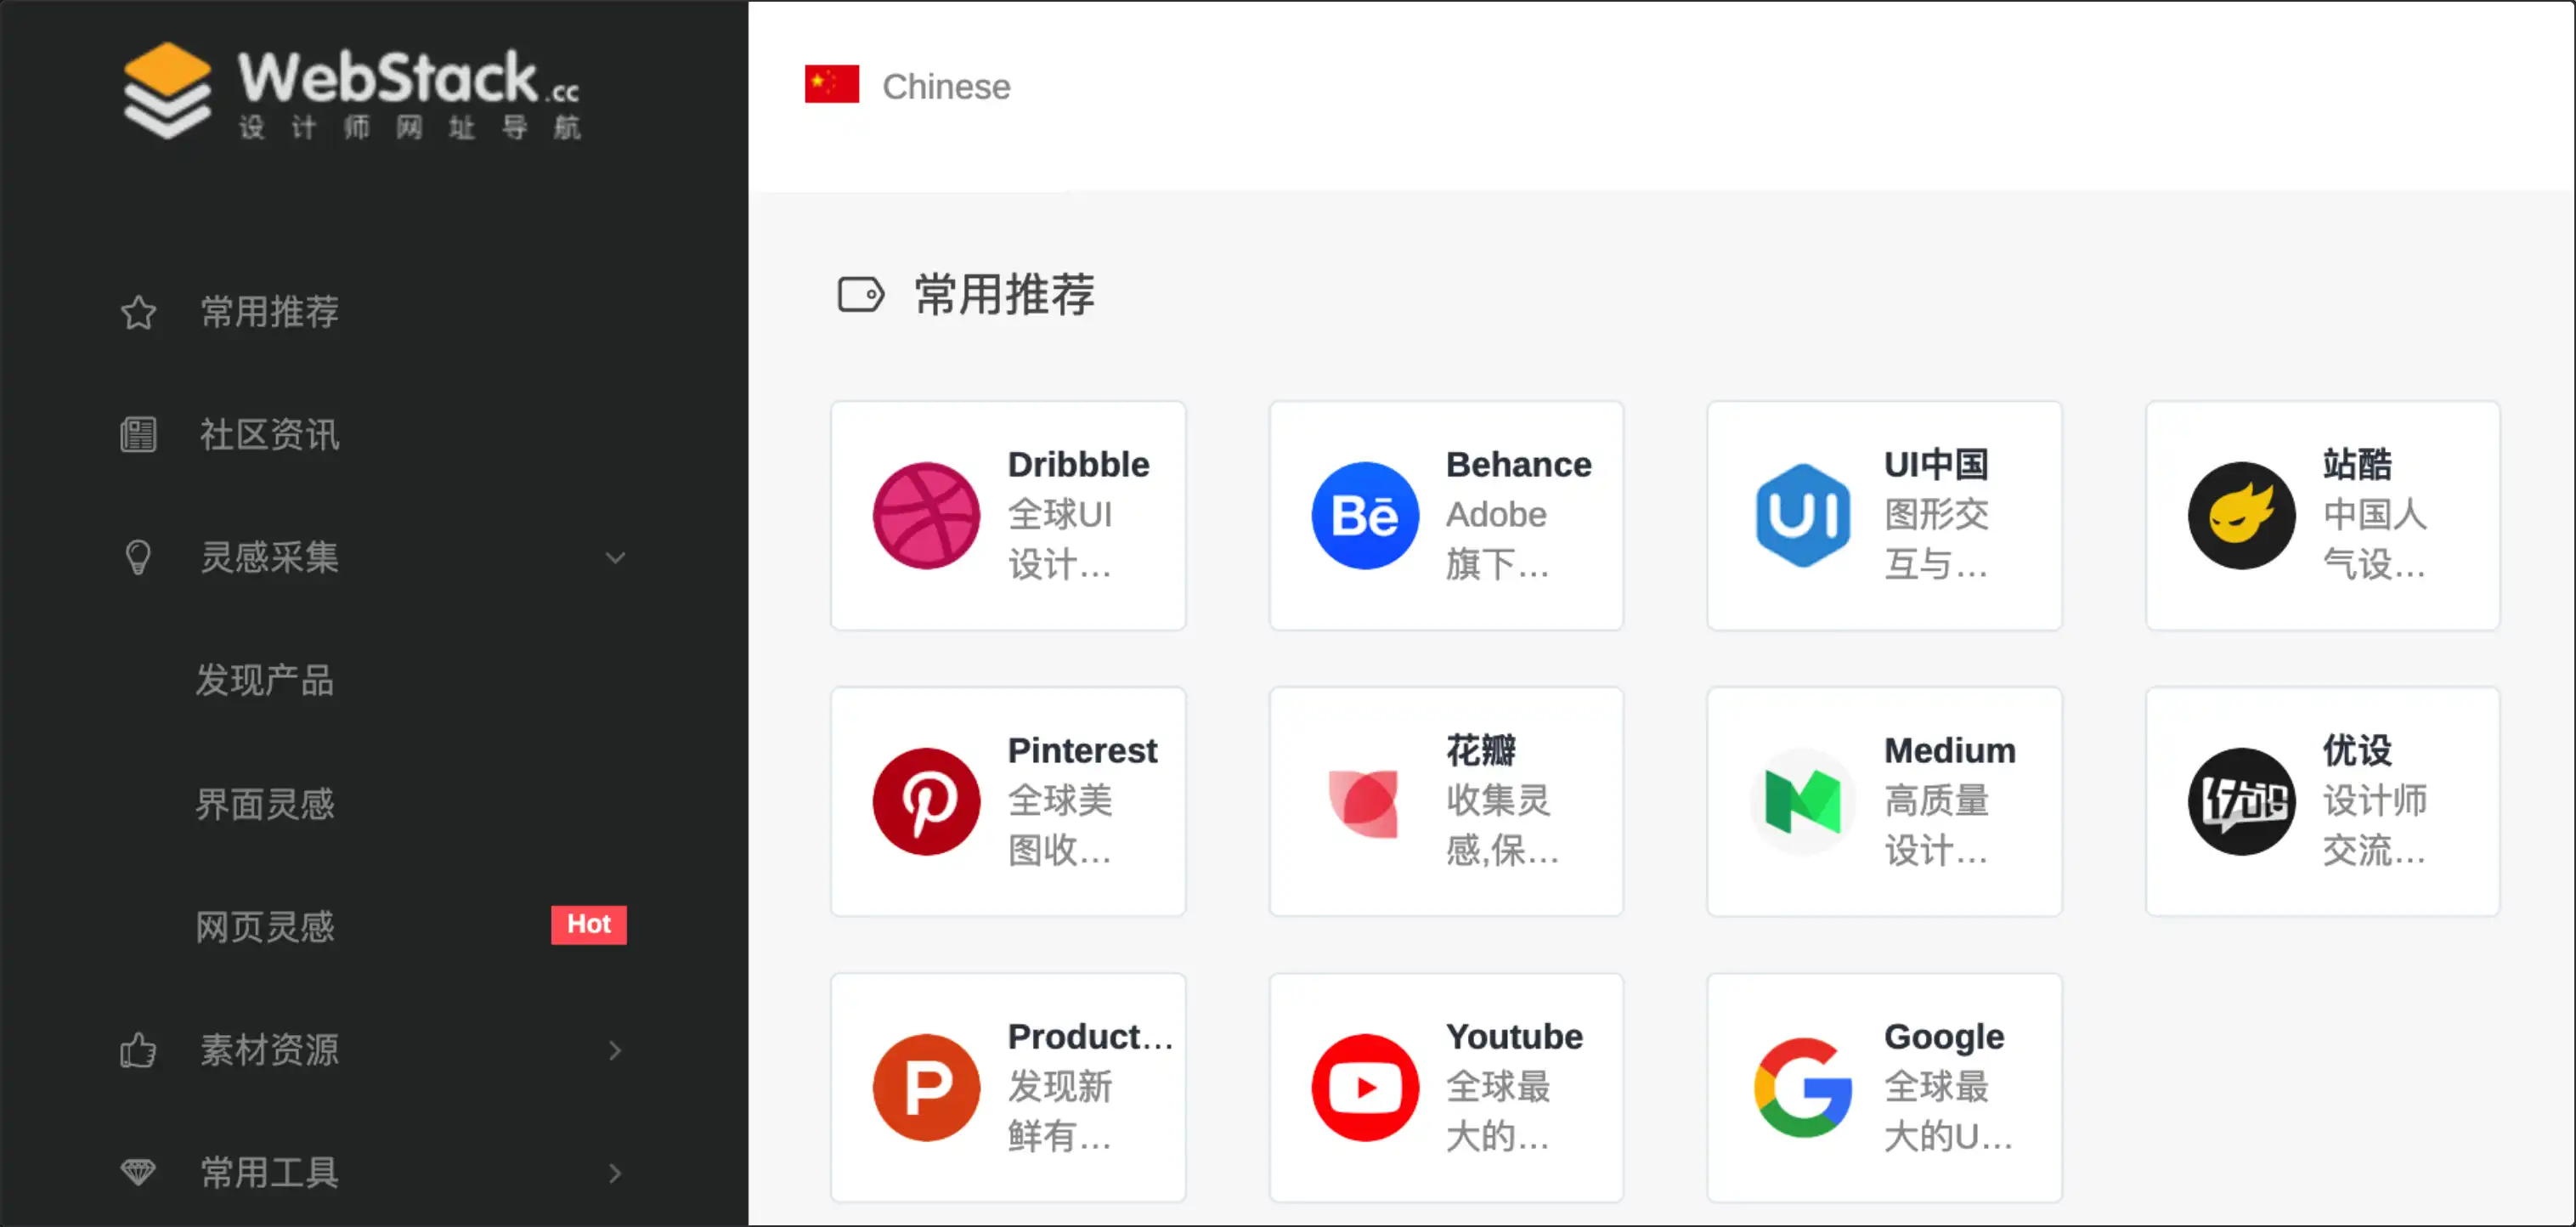 WebStack.cc
设计师网址导航
常用推荐
社区资讯
灵感采集
发现产品
界面灵感
网页灵感 Hot
素材资源
常用工具
Chinese
常用推荐
Dribbble
全球UI
设计...
Bē
Behance
Adobe
旗下...
UI
UI中国
图形交
互与...
站酷
中国人
气设...
Pinterest
全球美
图收...
花瓣
收集灵
感,保...
Medium
高质量
设计...
优设
优设
设计师
交流...
P
Product...
发现新
鲜有...
Youtube
全球最
大的...
Google
全球最
大的U...